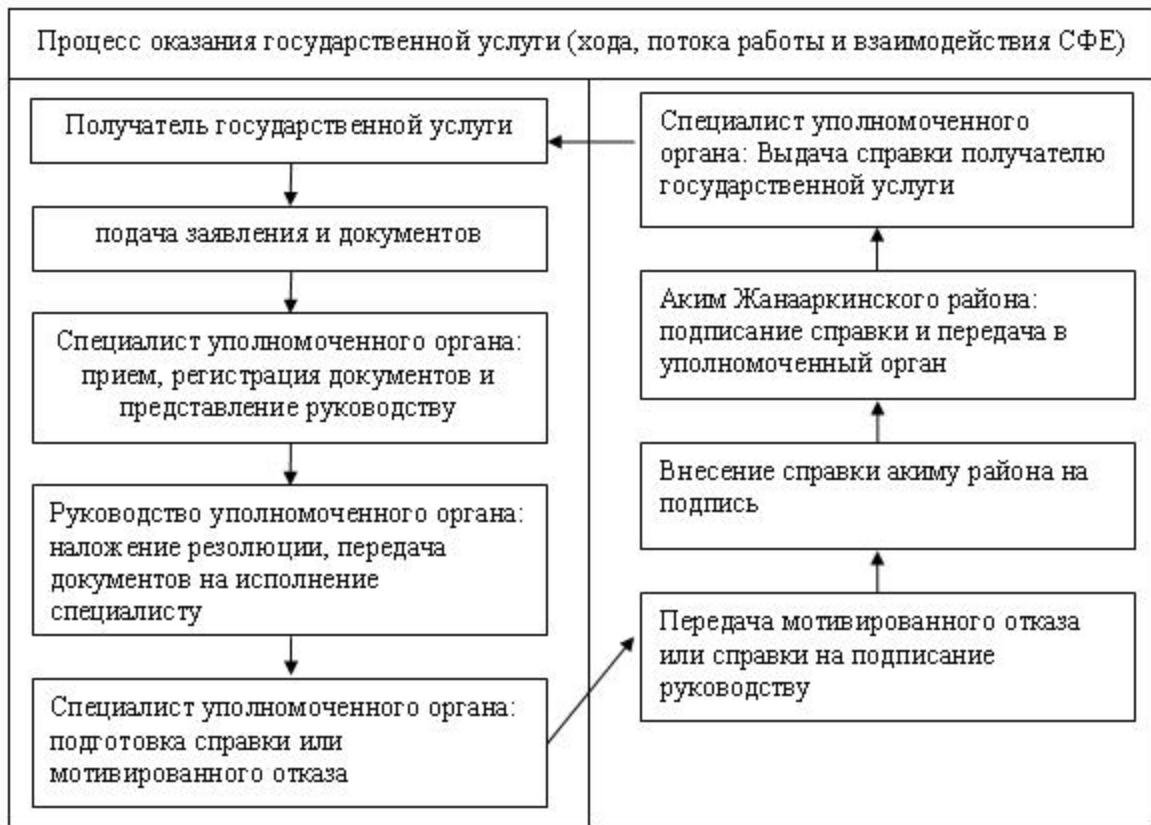 Процесс оказания государственной услуги (хода, потока работы и взаимодействия СФЕ)
Получатель государственной услуги
подача заявления и документов
Специалист уполномоченного органа:
прием, регистрация документов и
представление руководству
Руководство уполномоченного органа:
наложение резолюции, передача
документов на исполнение
специалисту
Специалист уполномоченного органа:
подготовка справки или
мотивированного отказа
Передача мотивированного отказа
или справки на подписание
руководству
Внесение справки акиму района на
подпись
Аким Жанааркинского района:
подписание справки и передача в
уполномоченный орган
Специалист уполномоченного
органа: Выдача справки получателю
государственной услуги